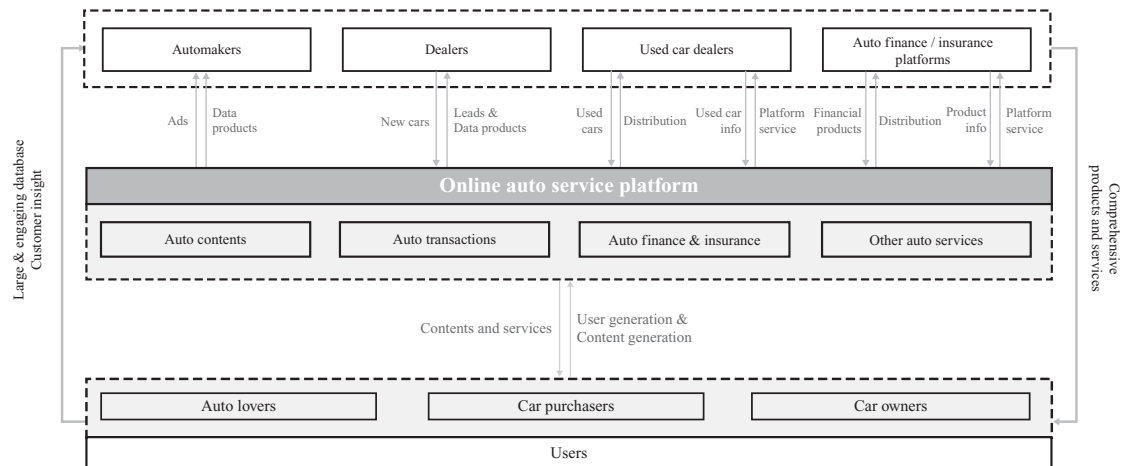 Automakers
Dealers
Used car dealers
Auto finance / insurance
platforms
Ads
Data
products
New cars
Leads &
Data products
Used
cars
Distribution
Used car
info
Platform
service
Financial
products
Distribution
Product
info
Platform
service
Online auto service platform
Auto contents
Auto transactions
Auto finance & insurance
Other auto services
Large & engaging database
Customer insight
Comprehensive
products and services
Contents and services
User generation &
Content generation
Auto lovers
Car purchasers
Car owners
Users